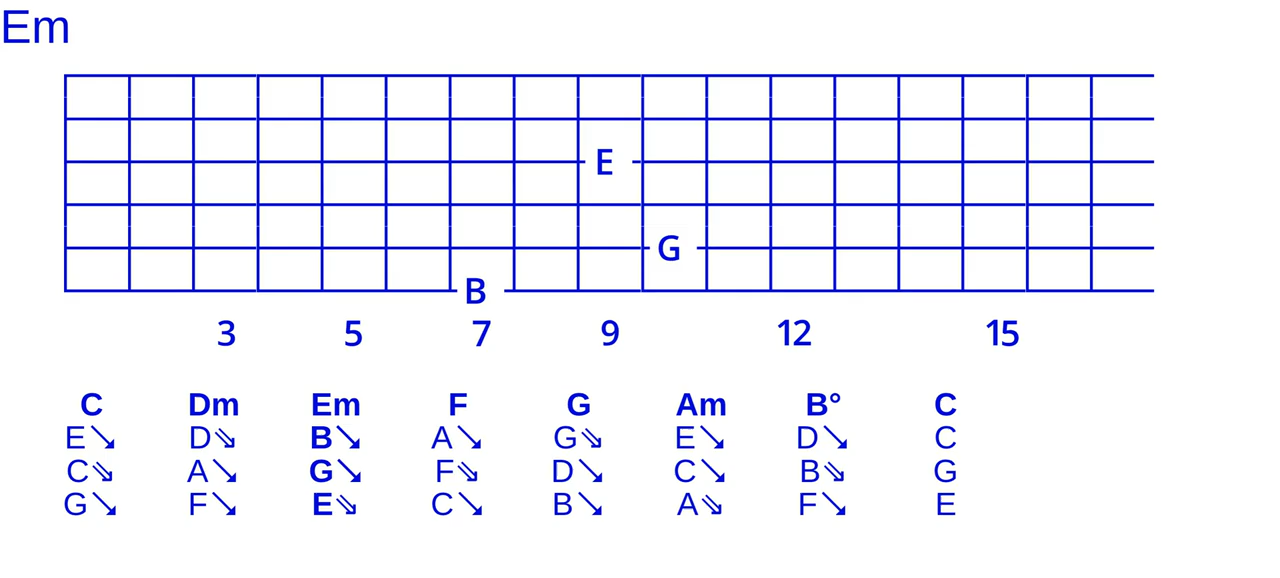 Em
E
G
B
3 5 7 9 12 15
C Dm Em F G Am B° C
E↘ D⇘ B↘ A↘ G⇘ E↘ D↘ C
C⇘ A↘ G↘ F⇘ D↘ C↘ B⇘ G
G↘ F↘ E⇘ C↘ B↘ A⇘ F↘ E